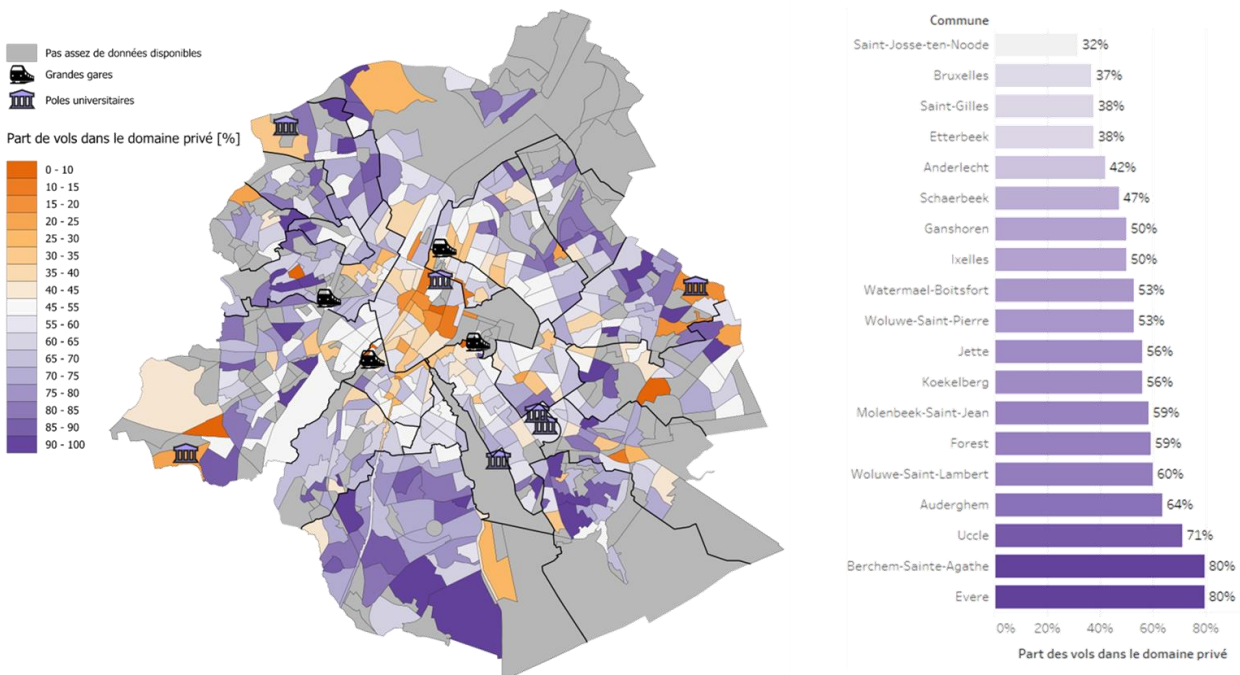 Pas assez de données disponibles
Grandes gares
Poles universitaires
Part de vols dans le domaine privé [%]
0 - 10
10 - 15
15 - 20
20 - 25
25 - 30
30 - 35
35 - 40
40 - 45
45 - 55
55 - 60
60 - 65
65 - 70
70 - 75
75 - 80
80 - 85
85 - 90
90 - 100
Commune
Saint-Josse-ten-Noode 32%
Bruxelles 37%
Saint-Gilles 38%
Etterbeek 38%
Anderlecht 42%
Schaerbeek 47%
Ganshoren 50%
Ixelles 50%
Watermael-Boitsfort 53%
Woluwe-Saint-Pierre 53%
Jette 56%
Koekelberg 56%
Molenbeek-Saint-Jean 59%
Forest 59%
Woluwe-Saint-Lambert 60%
Auderghem 64%
Uccle 71%
Berchem-Sainte-Agathe 80%
Evere 80%
0% 20% 40% 60% 80%
Part des vols dans le domaine privé